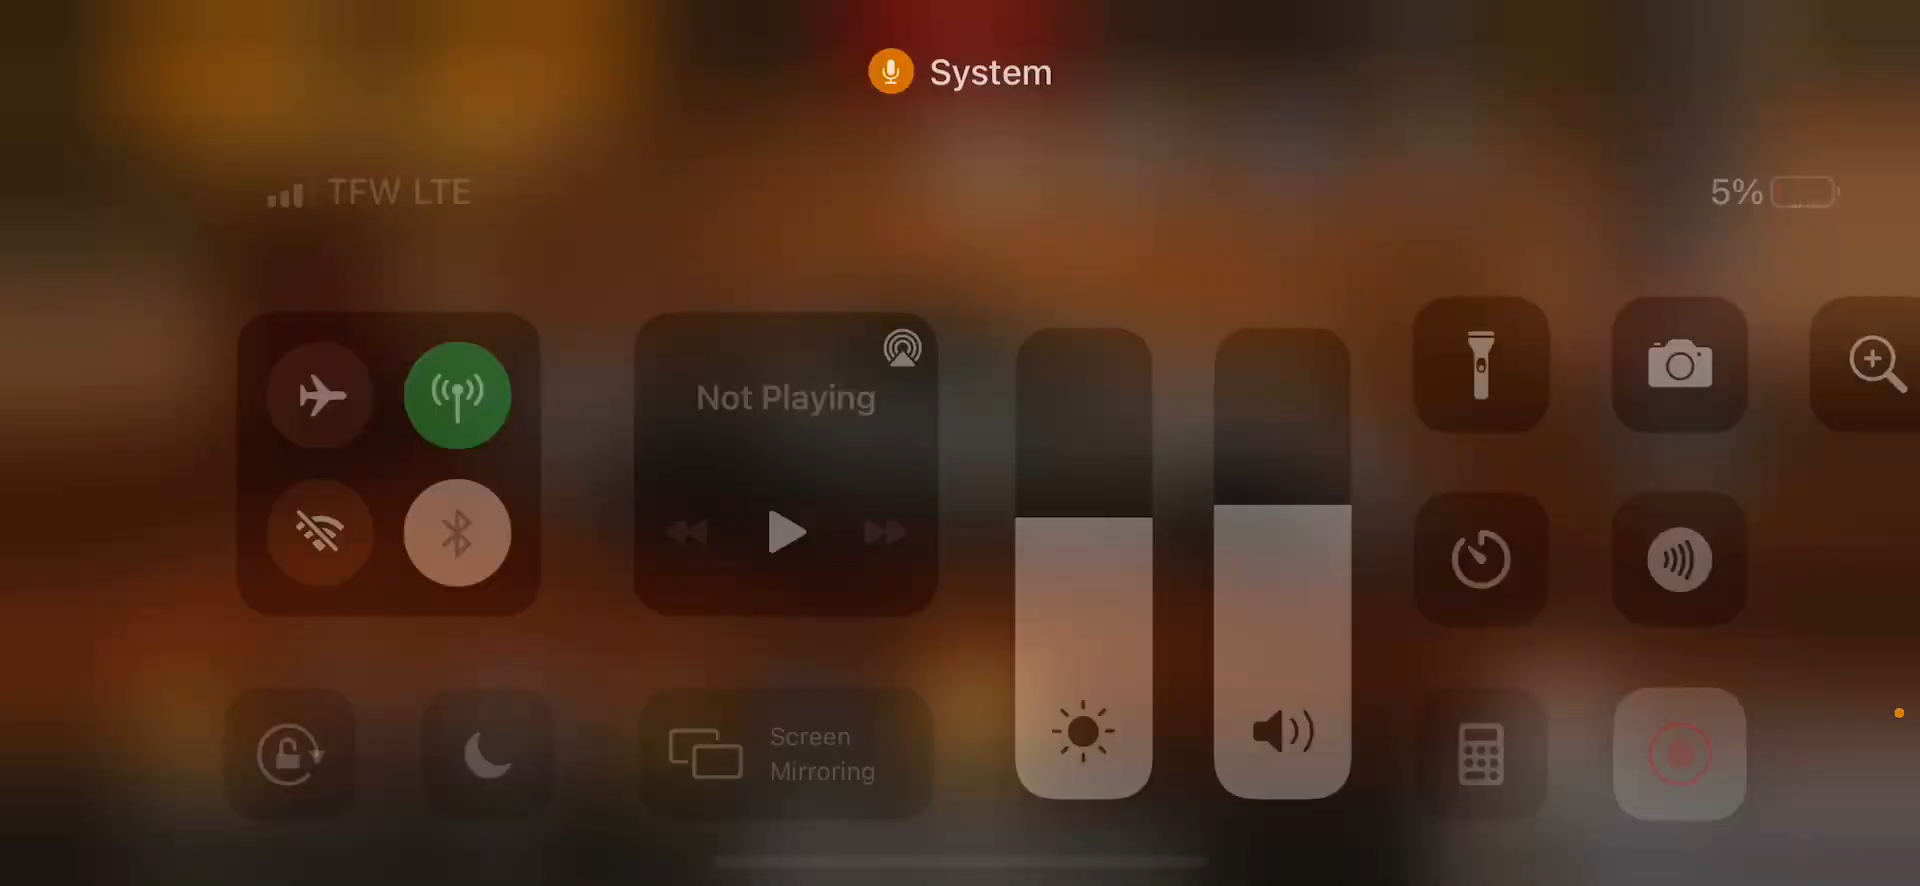 System
TFW LTE
5%
Not Playing
Screen
Mirroring